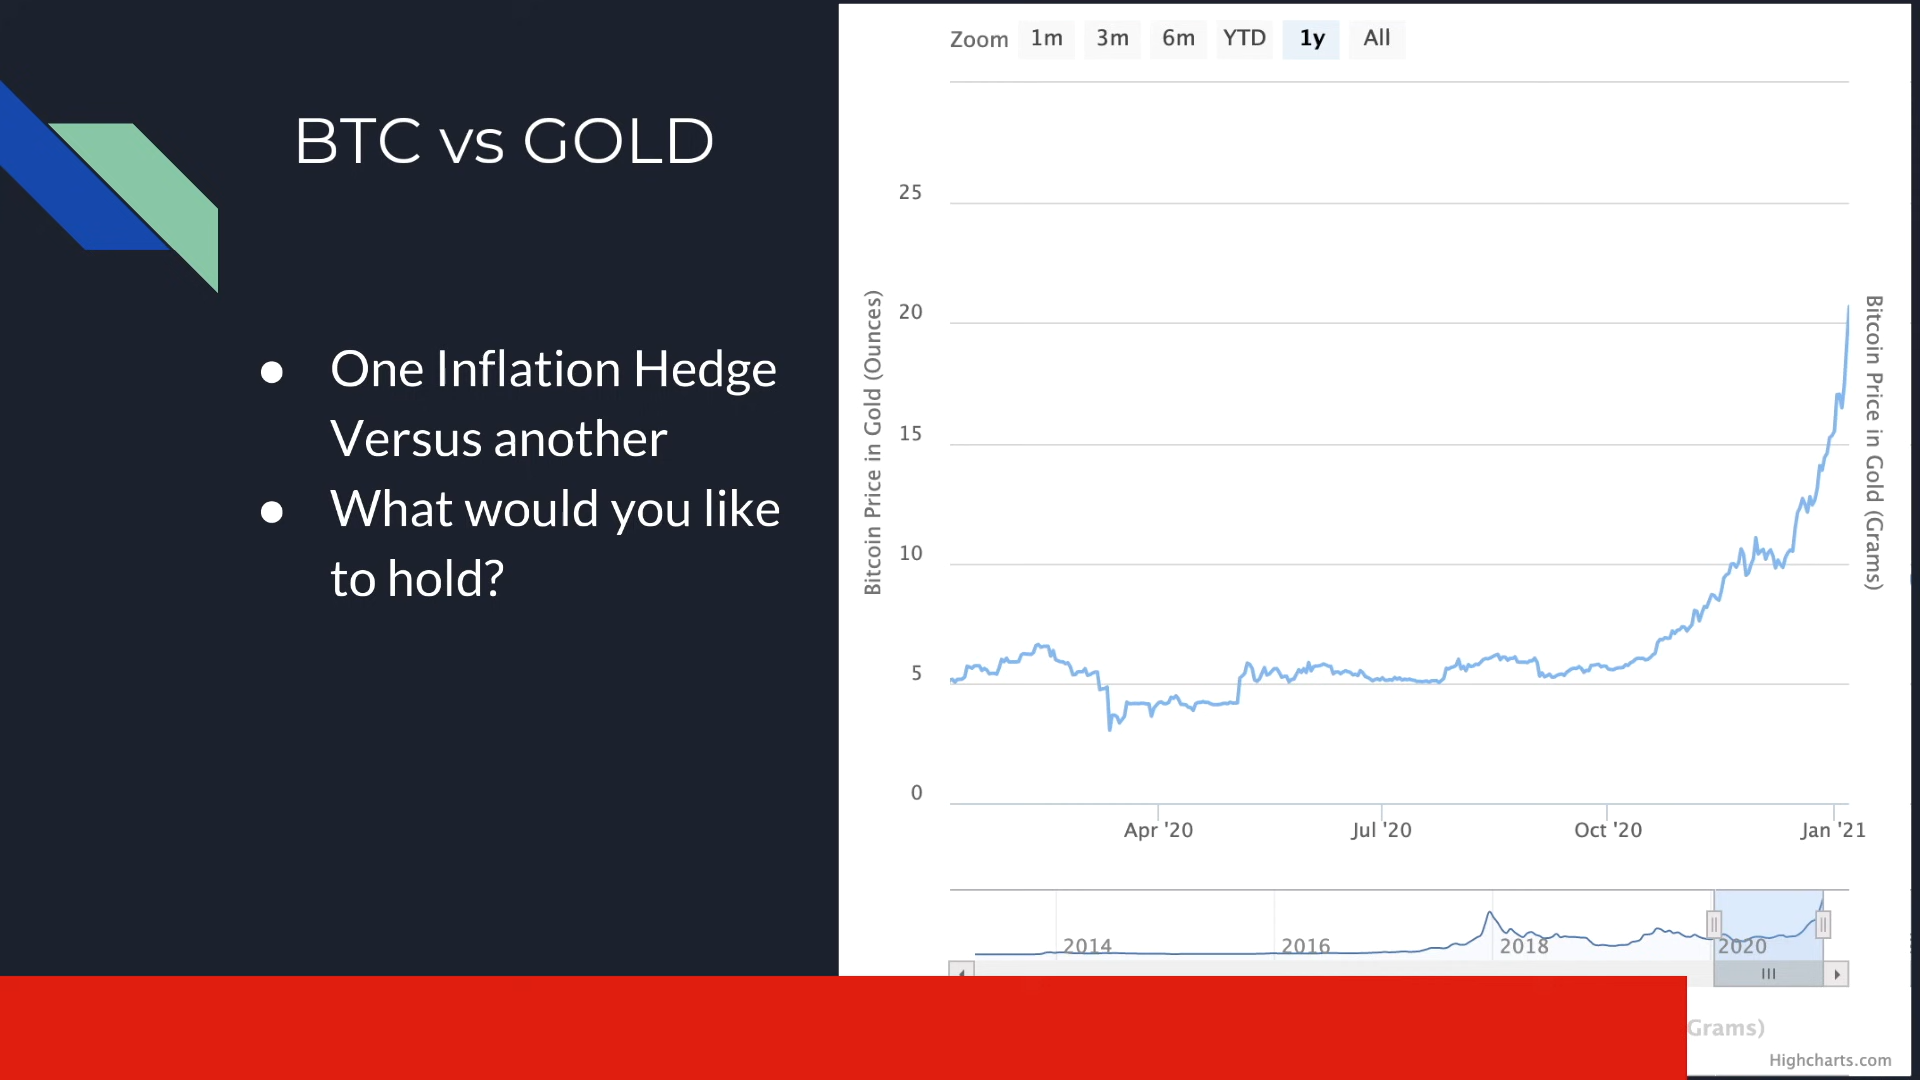 BTC vs GOLD
● One Inflation Hedge
Versus another
● What would you like
to hold?
Zoom 1m 3m 6m YTD 1y All
Bitcoin Price in Gold (Ounces)
25
20
15
10
5
0
Bitcoin Price in Gold (Grams)
Apr '20 Jul '20 Oct '20 Jan '21
2014 2016 2018 2020
Grams)
Highcharts.com